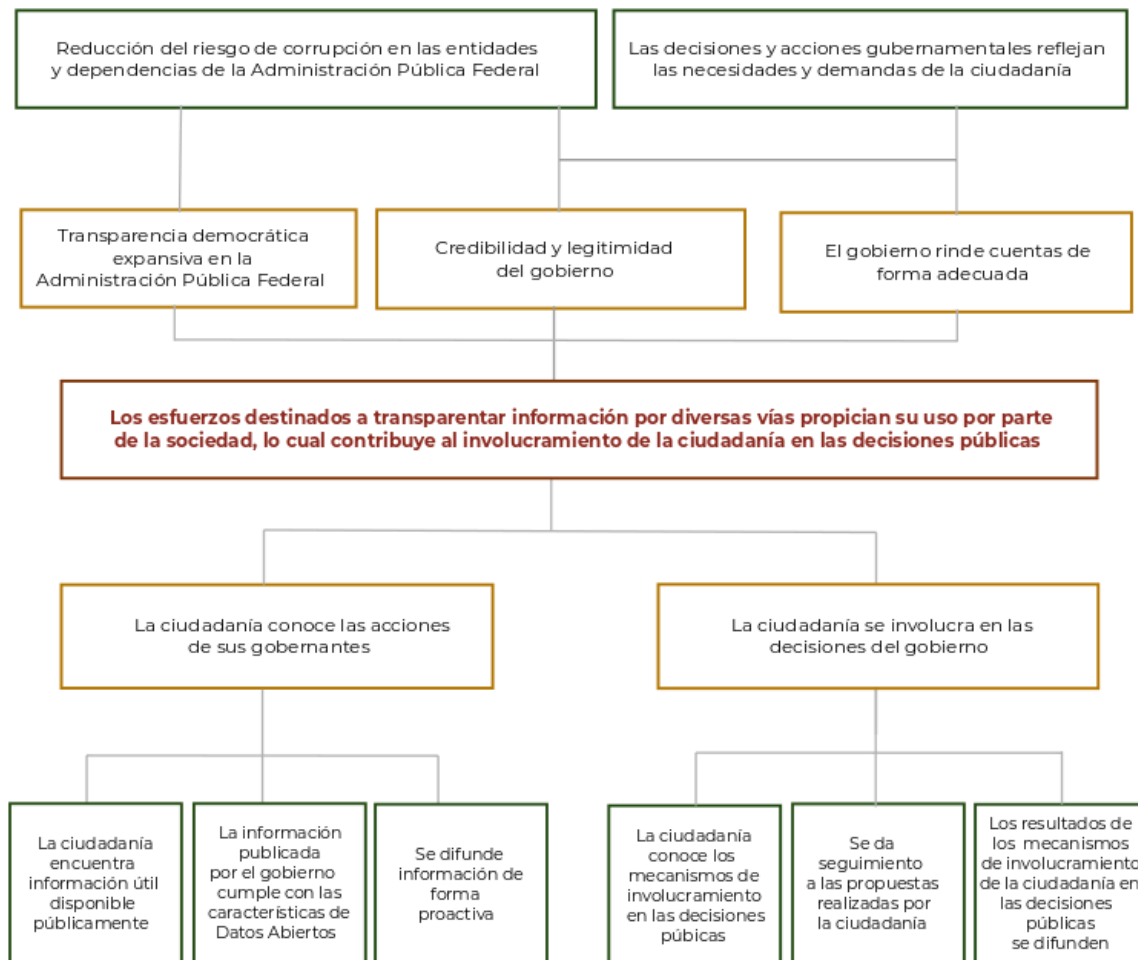 Reducción del riesgo de corrupción en las entidades
y dependencias de la Administración Pública Federal
Las decisiones y acciones gubernamentales reflejan
las necesidades y demandas de la ciudadanía
Transparencia democrática
expansiva en la
Administración Pública Federal
Credibilidad y legitimidad
del gobierno
El gobierno rinde cuentas de
forma adecuada
Los esfuerzos destinados a transparentar información por diversas vías propician su uso por parte
de la sociedad, lo cual contribuye al involucramiento de la ciudadanía en las decisiones públicas
La ciudadanía conoce las acciones
de sus gobernantes
La ciudadanía se involucra en las
decisiones del gobierno
La ciudadanía
encuentra
información útil
disponible
públicamente
La información
publicada
por el gobierno
cumple con las
características de
Datos Abiertos
Se difunde
información de
forma
proactiva
La ciudadanía
conoce los
mecanismos de
involucramiento
en las decisiones
púbicas
Se da
seguimiento
a las propuestas
realizadas por
la ciudadanía
Los resultados de
los mecanismos
de involucramiento
de la ciudadanía en
las decisiones
públicas
se difunden